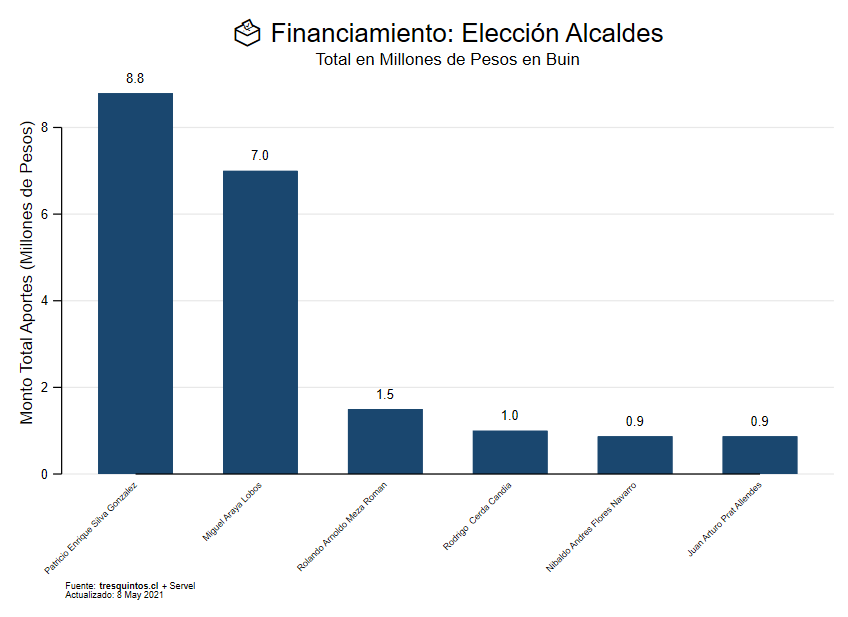 Financiamiento: Elección Alcaldes
Total en Millones de Pesos en Buin
Monto Total Aportes (Millones de Pesos)
8
6
4
2
0
8.8
7.0
1.5
1.0
0.9
0.9
Patricio Enrique Silva Gonzalez
Miguel Araya Lobos
Rolando Arnoldo Meza Roman
Rodrigo Cerda Candia
Nibaldo Andres Flores Navarro
Juan Arturo Prat Allendes
Fuente: tresquintos.cl + Servel
Actualizado: 8 May 2021